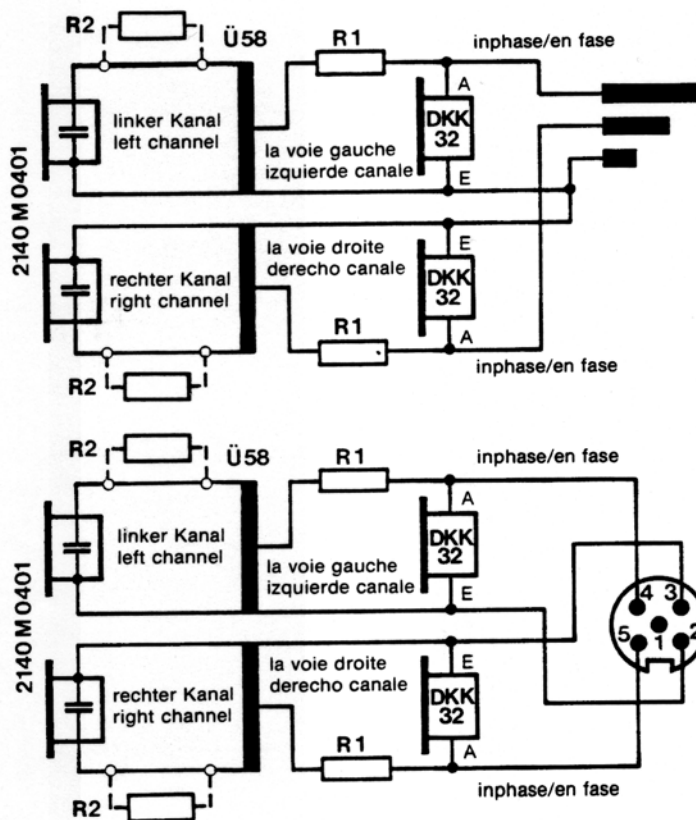 R2
Ü58
R1
inphase/en fase
A
linker Kanal
left channel
DKK
32
la voie gauche
izquierde canale
E
2140 M 0401
la voie droite
derecho canale
E
rechter Kanal
right channel
DKK
32
R1
A
R2
inphase/en fase
R2
Ü58
R1
inphase/en fase
A
linker Kanal
left channel
DKK
32
la voie gauche
izquierde canale
E
4
3
5
1
2
2140 M 0401
la voie droite
derecho canale
E
rechter Kanal
right channel
DKK
32
R1
A
R2
inphase/en fase